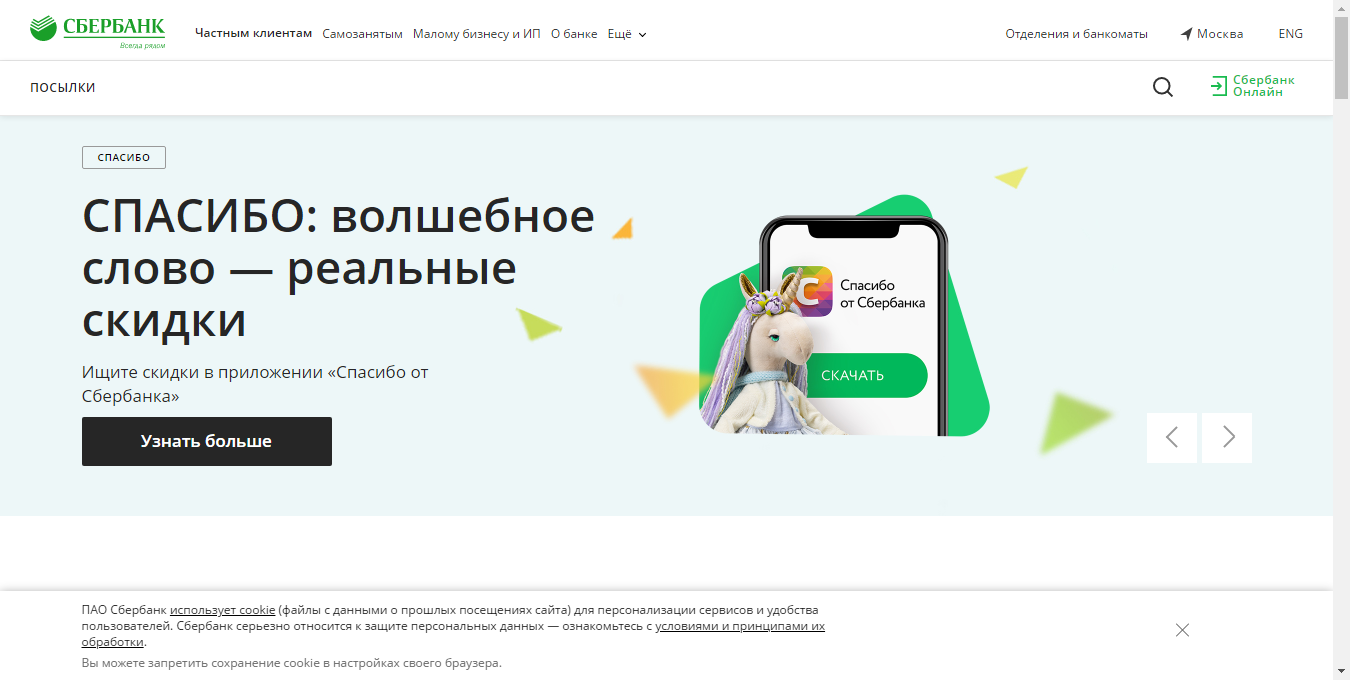 СБЕРБАНК
Всегда рядом
Частным клиентам Самозанятым Малому бизнесу и ИП О банке Ещё
Отделения и банкоматы Москва ENG
ПОСЫЛКИ
Сбербанк
Онлайн
СПАСИБО
СПАСИБО: волшебное
слово — реальные
скидки
Ищите скидки в приложении «Спасибо от
Сбербанка»
Узнать больше
С
Спасибо
от Сбербанка
СКАЧАТЬ
ПАО Сбербанк использует cookie (файлы с данными о прошлых посещениях сайта) для персонализации сервисов и удобства
пользователей. Сбербанк серьезно относится к защите персональных данных — ознакомьтесь с условиями и принципами их
обработки.
Вы можете запретить сохранение cookie в настройках своего браузера.